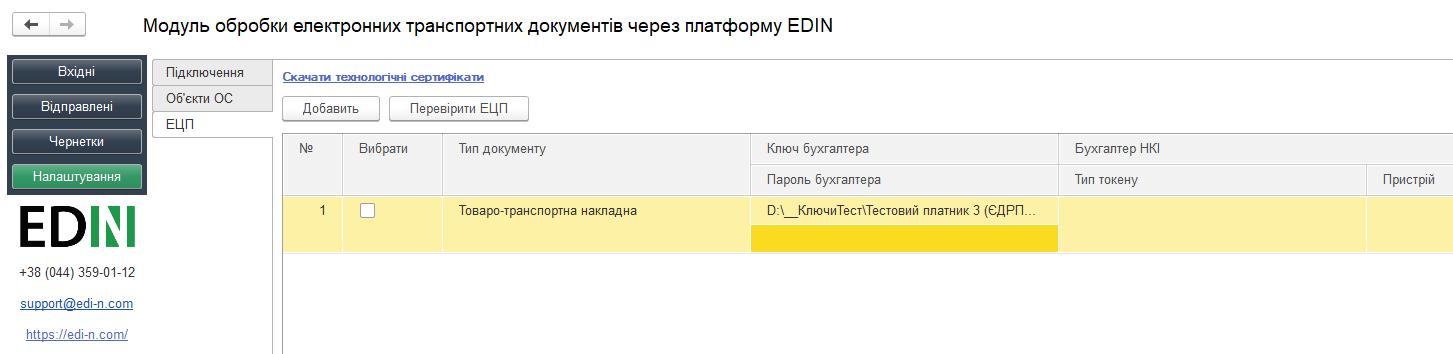 Модуль обробки електронних транспортних документів через платформу EDIN
Вхідні
Відправлені
Чернетки
Налаштування
EDIN
+38 (044) 359-01-12
support@edi-n.com
https://edi-n.com/
Підключення
Об'єкти ОС
ЕЦП
Скачати технологічні сертифікати
Добавить Перевірити ЕЦП
№ Вибрати Тип документу Ключ бухгалтера Бухгалтер НКІ
Пароль бухгалтера Тип токену Пристрій
1 Товаро-транспортна накладна D:\__КлючиТест\Тестовий платник 3 (ЄДРП...